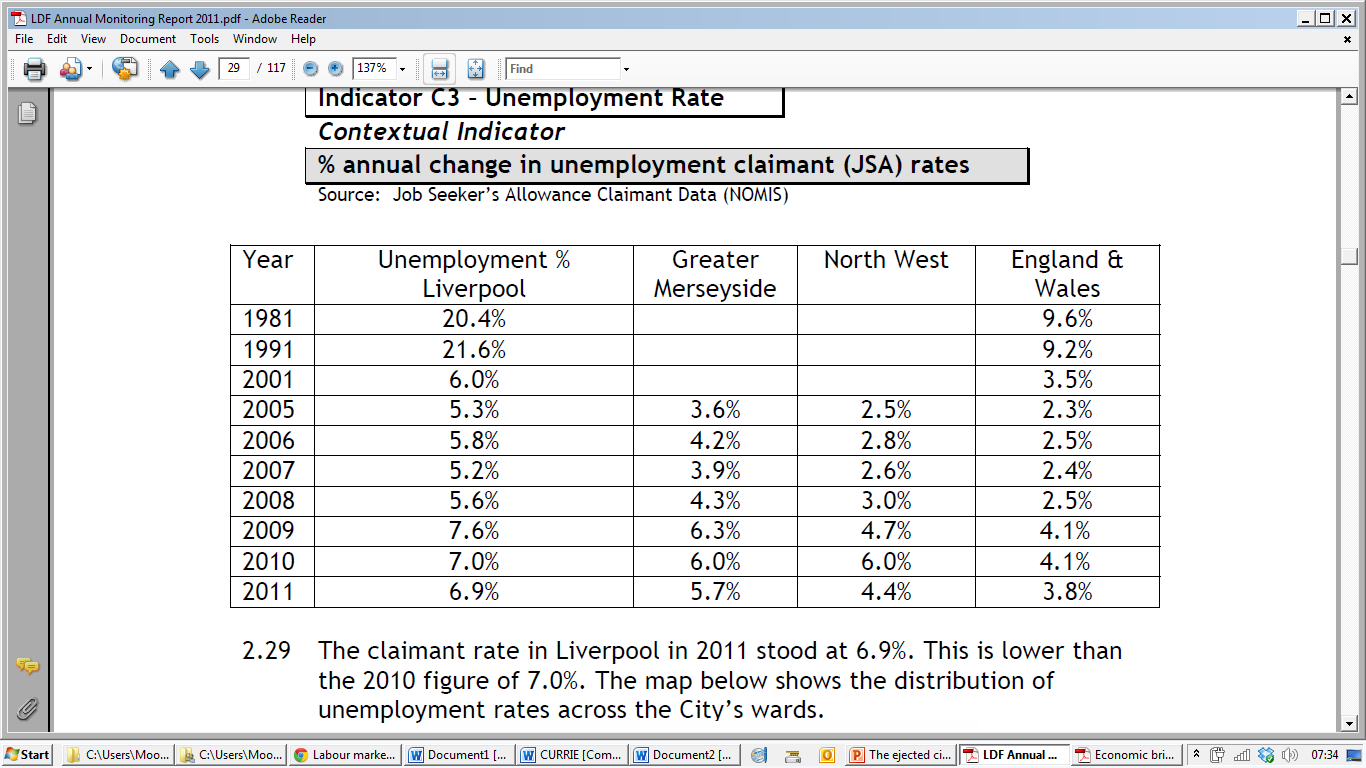 LDF Annual Monitoring Report 2011.pdf - Adobe Reader
File Edit View Document Tools Window Help
29 / 117 137% Find
Indicator C3 – Unemployment Rate
Contextual Indicator
% annual change in unemployment claimant (JSA) rates
Source: Job Seeker's Allowance Claimant Data (NOMIS)
Year Unemployment % Greater North West England &
Liverpool Merseyside Wales
1981 20.4% 9.6%
1991 21.6% 9.2%
2001 6.0% 3.5%
2005 5.3% 3.6% 2.5% 2.3%
2006 5.8% 4.2% 2.8% 2.5%
2007 5.2% 3.9% 2.6% 2.4%
2008 5.6% 4.3% 3.0% 2.5%
2009 7.6% 6.3% 4.7% 4.1%
2010 7.0% 6.0% 6.0% 4.1%
2011 6.9% 5.7% 4.4% 3.8%
2.29 The claimant rate in Liverpool in 2011 stood at 6.9%. This is lower than
the 2010 figure of 7.0%. The map below shows the distribution of
unemployment rates across the City's wards.
Start C:\Users\Moo... C:\Users\Moo... Labour marke... Document1 [... CURRIE [Com... Document2 [... The ejected ci... LDF Annual ... Economic bri... 07:34